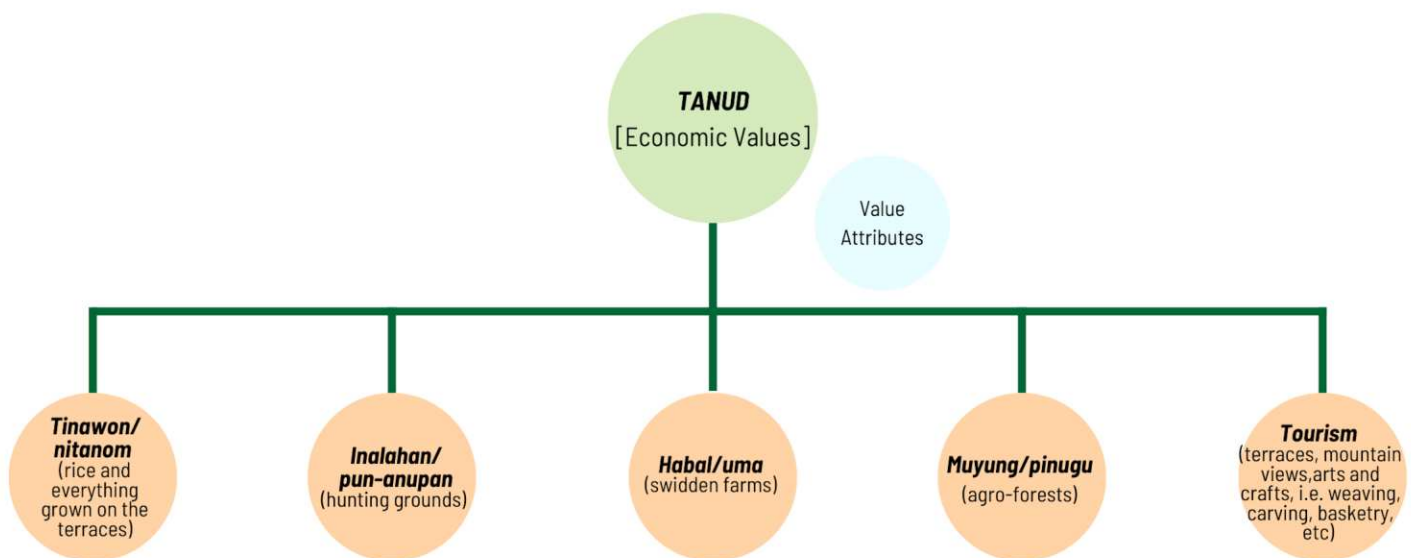 TANUD
[Economic Values]
Value
Attributes
Tinawon/
nitanom
(rice and
everything
grown on the
terraces)
Inalahan/
pun-anupan
(hunting grounds)
Habal/uma
(swidden farms)
Muyung/pinugu
(agro-forests)
Tourism
(terraces, mountain
views,arts and
crafts, i.e. weaving,
carving, basketry,
etc)